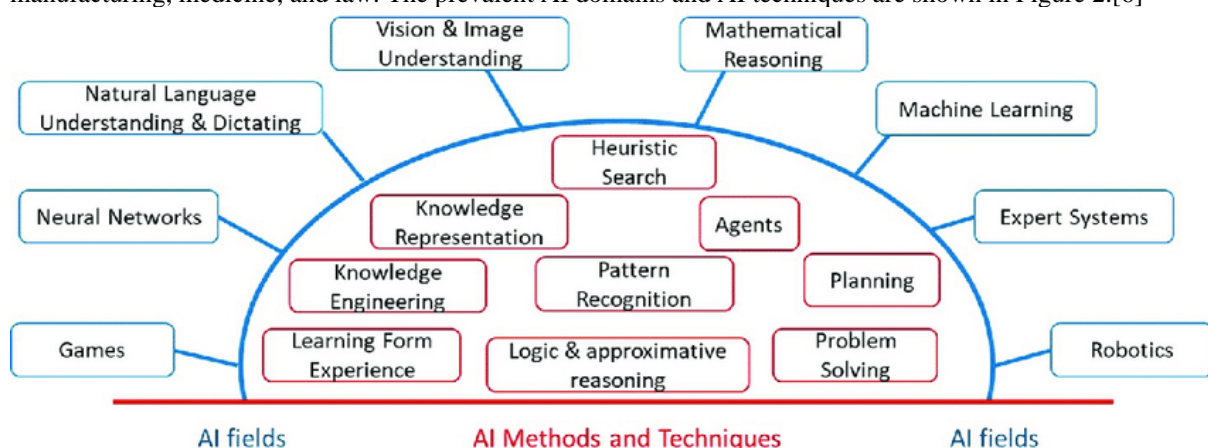 manufacturing, medicine, and law. The prevalent AI domains and AI techniques are shown in Figure 2.[6]
Vision & Image
Understanding
Mathematical
Reasoning
Natural Language
Understanding & Dictating
Machine Learning
Heuristic
Search
Neural Networks
Knowledge
Representation
Agents
Expert Systems
Knowledge
Engineering
Pattern
Recognition
Planning
Games
Learning Form
Experience
Logic & approximative
reasoning
Problem
Solving
Robotics
AI fields
AI Methods and Techniques
AI fields